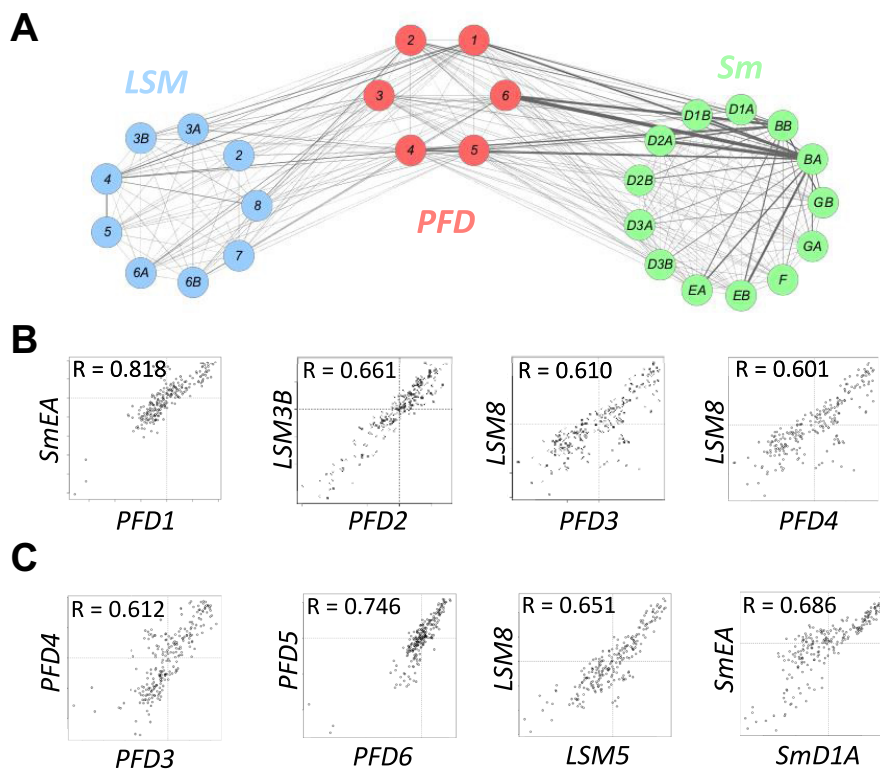 A
LSM
PFD
Sm
2
1
3
6
4
5
3A
3B
2
4
8
5
7
6A
6B
D1A
D1B
BB
D2A
BA
D2B
GB
D3A
GA
D3B
F
EA
EB
B
R = 0.818
SmEA
PFD1
R = 0.661
LSM3B
PFD2
R = 0.610
LSM8
PFD3
R = 0.601
LSM8
PFD4
C
R = 0.612
PFD4
PFD3
R = 0.746
PFD5
PFD6
R = 0.651
LSM8
LSM5
R = 0.686
SmEA
SmD1A